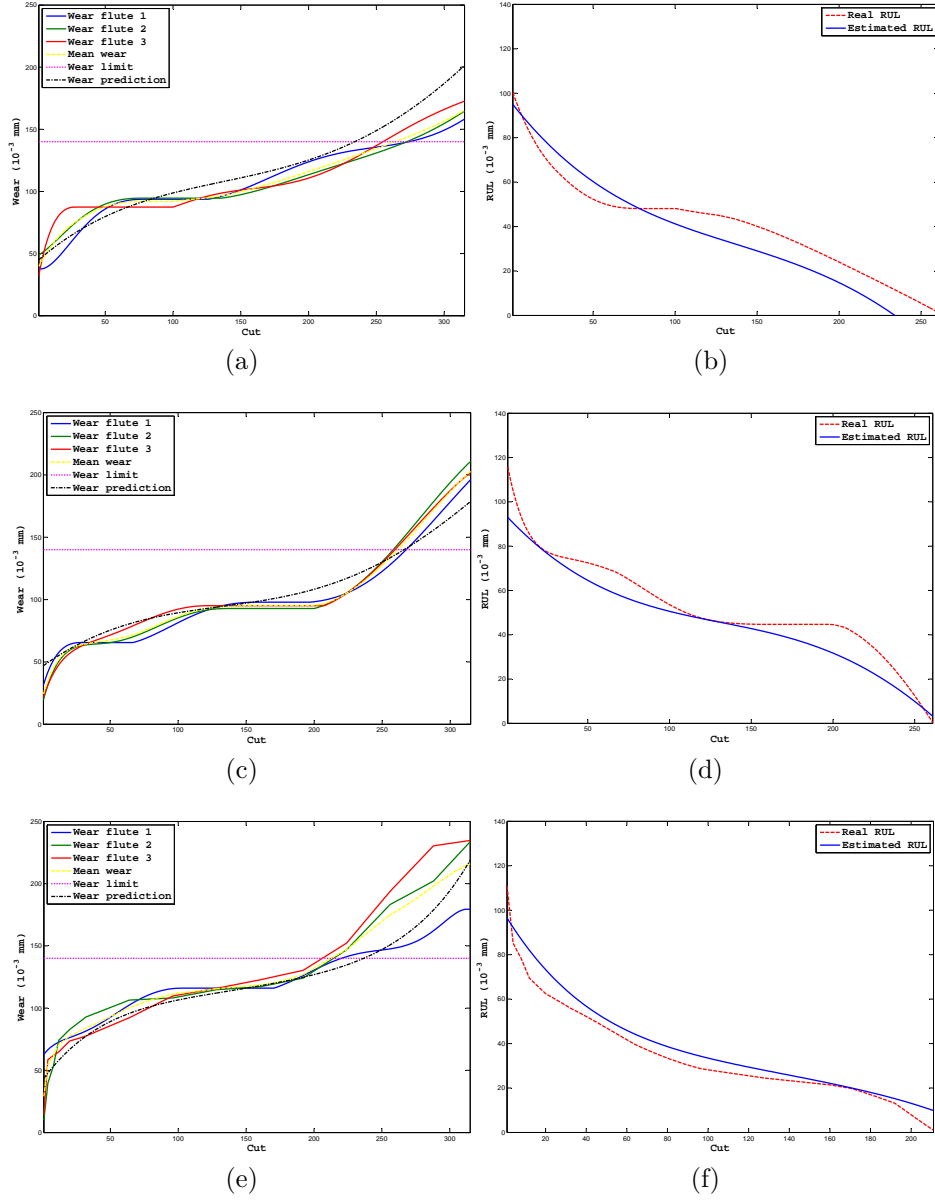 Wear flute 1
Wear flute 2
Wear flute 3
Mean wear
Wear limit
Wear prediction
Wear (10⁻³ mm)
250
200
150
100
50
0
50 100 150 200 250 300
Cut
(a)
Real RUL
Estimated RUL
RUL (10⁻³ mm)
140
120
100
80
60
40
20
0
50 100 150 200 250
Cut
(b)
Wear flute 1
Wear flute 2
Wear flute 3
Mean wear
Wear limit
Wear prediction
Wear (10⁻³ mm)
250
200
150
100
50
0
50 100 150 200 250 300
Cut
(c)
Real RUL
Estimated RUL
RUL (10⁻³ mm)
140
120
100
80
60
40
20
0
50 100 150 200 250
Cut
(d)
Wear flute 1
Wear flute 2
Wear flute 3
Mean wear
Wear limit
Wear prediction
Wear (10⁻³ mm)
250
200
150
100
50
0
50 100 150 200 250 300
Cut
(e)
Real RUL
Estimated RUL
RUL (10⁻³ mm)
140
120
100
80
60
40
20
0
20 40 60 80 100 120 140 160 180 200
Cut
(f)